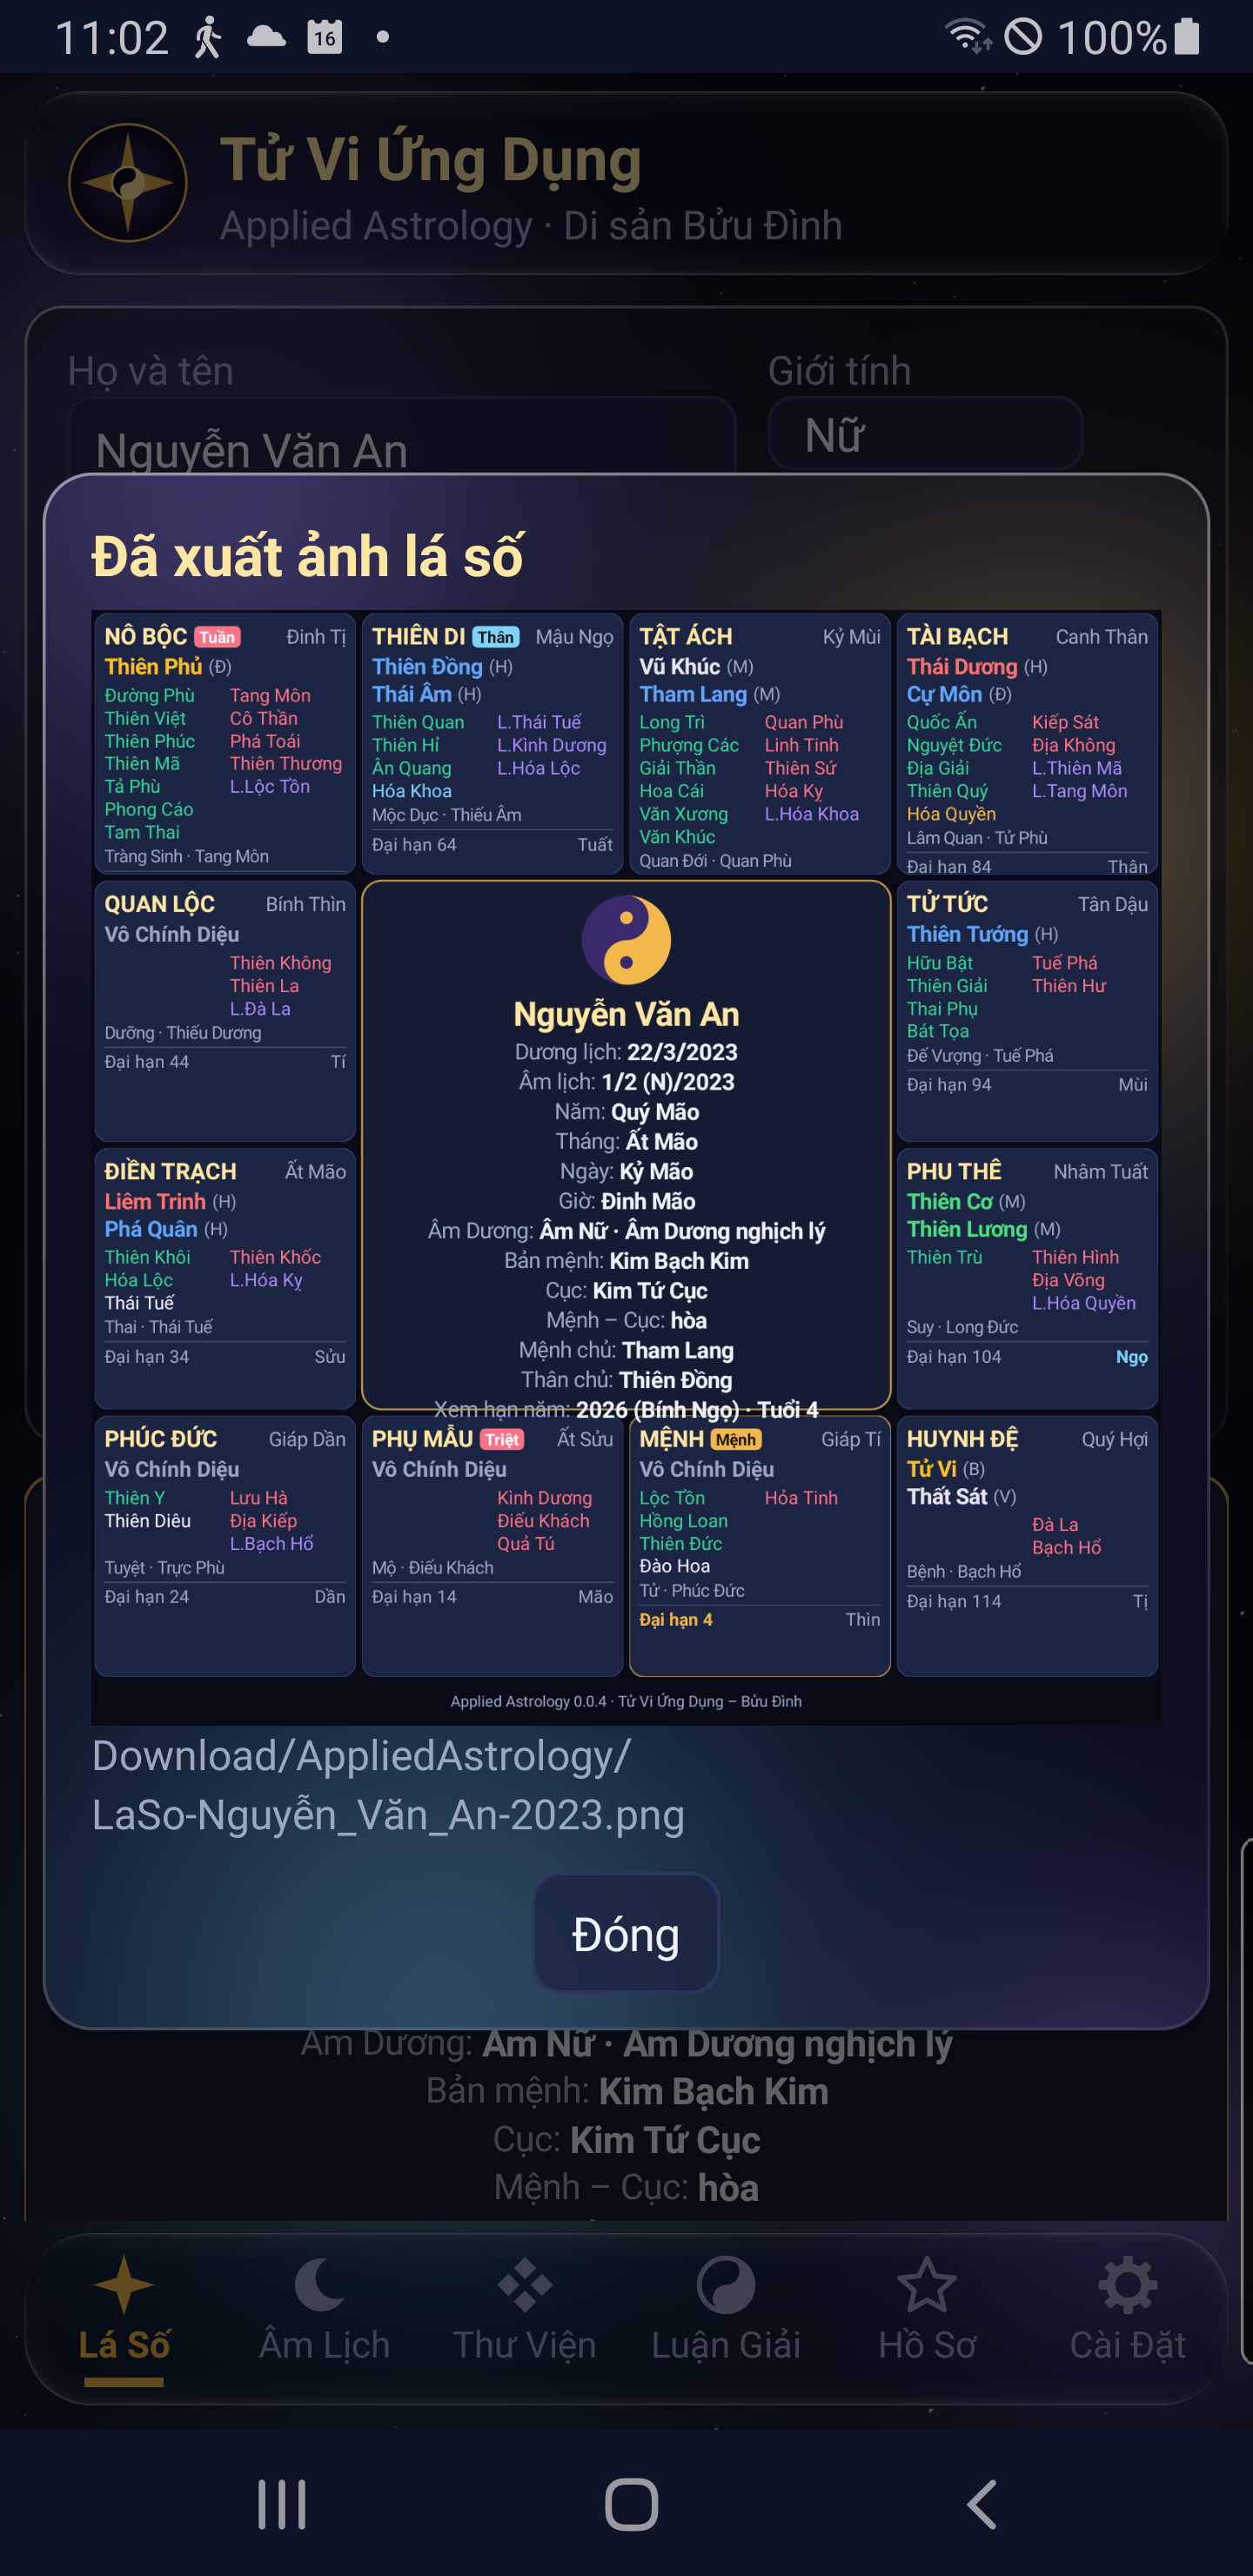 11:02
16
100%
Tử Vi Ứng Dụng
Applied Astrology · Di sản Bửu Đình
Họ và tên
Giới tính
Nguyễn Văn An
Nữ
Đã xuất ảnh lá số
NÔ BỘC Tuần Đinh Tị
Thiên Phủ (Đ)
Đường Phù Tang Môn
Thiên Việt Cô Thần
Thiên Phúc Phá Toái
Thiên Mã Thiên Thương
Tả Phù L.Lộc Tồn
Phong Cáo
Tam Thai
Tràng Sinh · Tang Môn
THIÊN DI Thân Mậu Ngọ
Thiên Đồng (H)
Thái Âm (H)
Thiên Quan L.Thái Tuế
Thiên Hỉ L.Kình Dương
Ân Quang L.Hóa Lộc
Hóa Khoa
Mộc Dục · Thiếu Âm
Đại hạn 64 Tuất
TẬT ÁCH Kỷ Mùi
Vũ Khúc (M)
Tham Lang (M)
Long Trì Quan Phù
Phượng Các Linh Tinh
Giải Thần Thiên Sứ
Hoa Cái Hóa Kỵ
Văn Xương L.Hóa Khoa
Văn Khúc
Quan Đới · Quan Phù
TÀI BẠCH Canh Thân
Thái Dương (H)
Cự Môn (Đ)
Quốc Ấn Kiếp Sát
Nguyệt Đức Địa Không
Địa Giải L.Thiên Mã
Thiên Quý L.Tang Môn
Hóa Quyền
Lâm Quan · Tử Phù
Đại hạn 84 Thân
QUAN LỘC Bính Thìn
Vô Chính Diệu
Thiên Không
Thiên La
L.Đà La
Dưỡng · Thiếu Dương
Đại hạn 44 Tí
Nguyễn Văn An
Dương lịch: 22/3/2023
Âm lịch: 1/2 (N)/2023
Năm: Quý Mão
Tháng: Ất Mão
Ngày: Kỷ Mão
Giờ: Đinh Mão
Âm Dương: Âm Nữ · Âm Dương nghịch lý
Bản mệnh: Kim Bạch Kim
Cục: Kim Tứ Cục
Mệnh – Cục: hòa
Mệnh chủ: Tham Lang
Thân chủ: Thiên Đồng
Xem hạn năm: 2026 (Bính Ngọ) · Tuổi 4
TỬ TỨC Tân Dậu
Thiên Tướng (H)
Hữu Bật Tuế Phá
Thiên Giải Thiên Hư
Thai Phụ
Bát Tọa
Đế Vượng · Tuế Phá
Đại hạn 94 Mùi
ĐIỀN TRẠCH Ất Mão
Liêm Trinh (H)
Phá Quân (H)
Thiên Khôi Thiên Khốc
Hóa Lộc L.Hóa Kỵ
Thái Tuế
Thai · Thái Tuế
Đại hạn 34 Sửu
PHU THÊ Nhâm Tuất
Thiên Cơ (M)
Thiên Lương (M)
Thiên Trù Thiên Hình
Địa Võng
L.Hóa Quyền
Suy · Long Đức
Đại hạn 104 Ngọ
PHÚC ĐỨC Giáp Dần
Vô Chính Diệu
Thiên Y Lưu Hà
Thiên Diêu Địa Kiếp
L.Bạch Hổ
Tuyệt · Trực Phù
Đại hạn 24 Dần
PHỤ MẪU Triệt Ất Sửu
Vô Chính Diệu
Kình Dương
Điếu Khách
Quả Tú
Mộ · Điếu Khách
Đại hạn 14 Mão
MỆNH Mệnh Giáp Tí
Vô Chính Diệu
Lộc Tồn Hỏa Tinh
Hồng Loan
Thiên Đức
Đào Hoa
Tử · Phúc Đức
Đại hạn 4 Thìn
HUYNH ĐỆ Quý Hợi
Tử Vi (B)
Thất Sát (V)
Đà La
Bạch Hổ
Bệnh · Bạch Hổ
Đại hạn 114 Tị
Applied Astrology 0.0.4 · Tử Vi Ứng Dụng – Bửu Đình
Download/AppliedAstrology/
LaSo-Nguyễn_Văn_An-2023.png
Đóng
Âm Dương: Âm Nữ · Âm Dương nghịch lý
Bản mệnh: Kim Bạch Kim
Cục: Kim Tứ Cục
Mệnh – Cục: hòa
Lá Số
Âm Lịch
Thư Viện
Luận Giải
Hồ Sơ
Cài Đặt